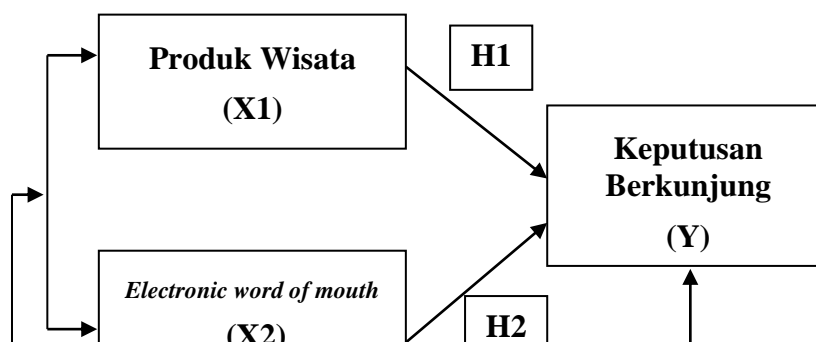 Produk Wisata
(X1)
H1
Keputusan
Berkunjung
(Y)
Electronic word of mouth
(X2)
H2